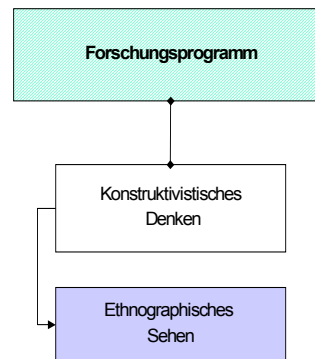 Forschungsprogramm
Konstruktivistisches
Denken
Ethnographisches
Sehen